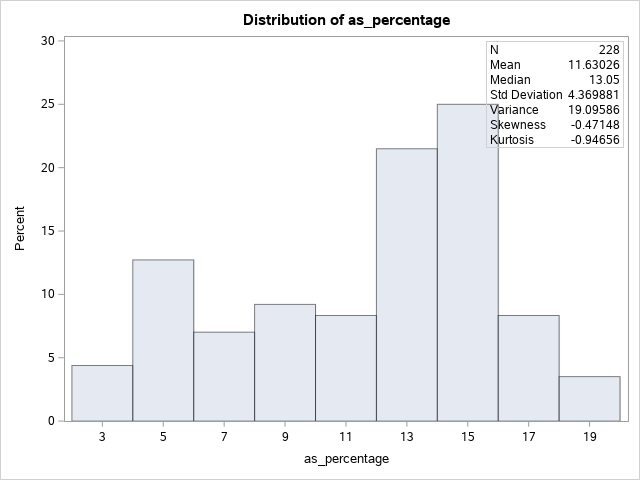 Distribution of as_percentage
30
25
20
15
10
5
0
Percent
N 228
Mean 11.63026
Median 13.05
Std Deviation 4.369881
Variance 19.09586
Skewness -0.47148
Kurtosis -0.94656
3 5 7 9 11 13 15 17 19
as_percentage